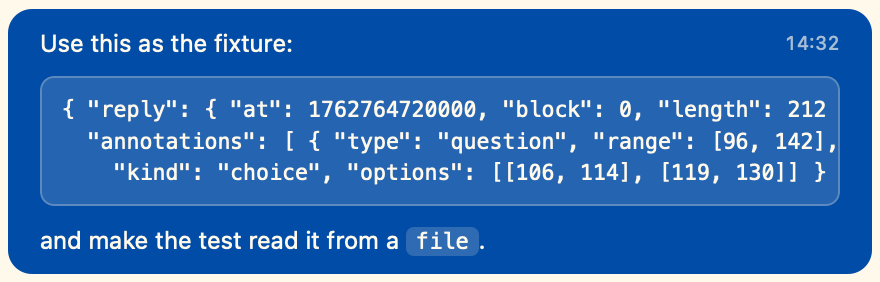 Use this as the fixture:
14:32
{ "reply": { "at": 1762764720000, "block": 0, "length": 212
"annotations": [ { "type": "question", "range": [96, 142],
"kind": "choice", "options": [[106, 114], [119, 130]] }
and make the test read it from a file.